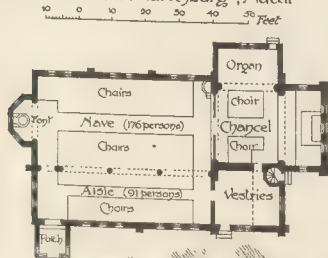 10 0 10 20 30 40 50 Feet
Organ
Chairs
Choir
Font
Nave (176 persons)
Chancel
Chairs
Choir
Aisle (91 persons)
Vestries
Chairs
Porch